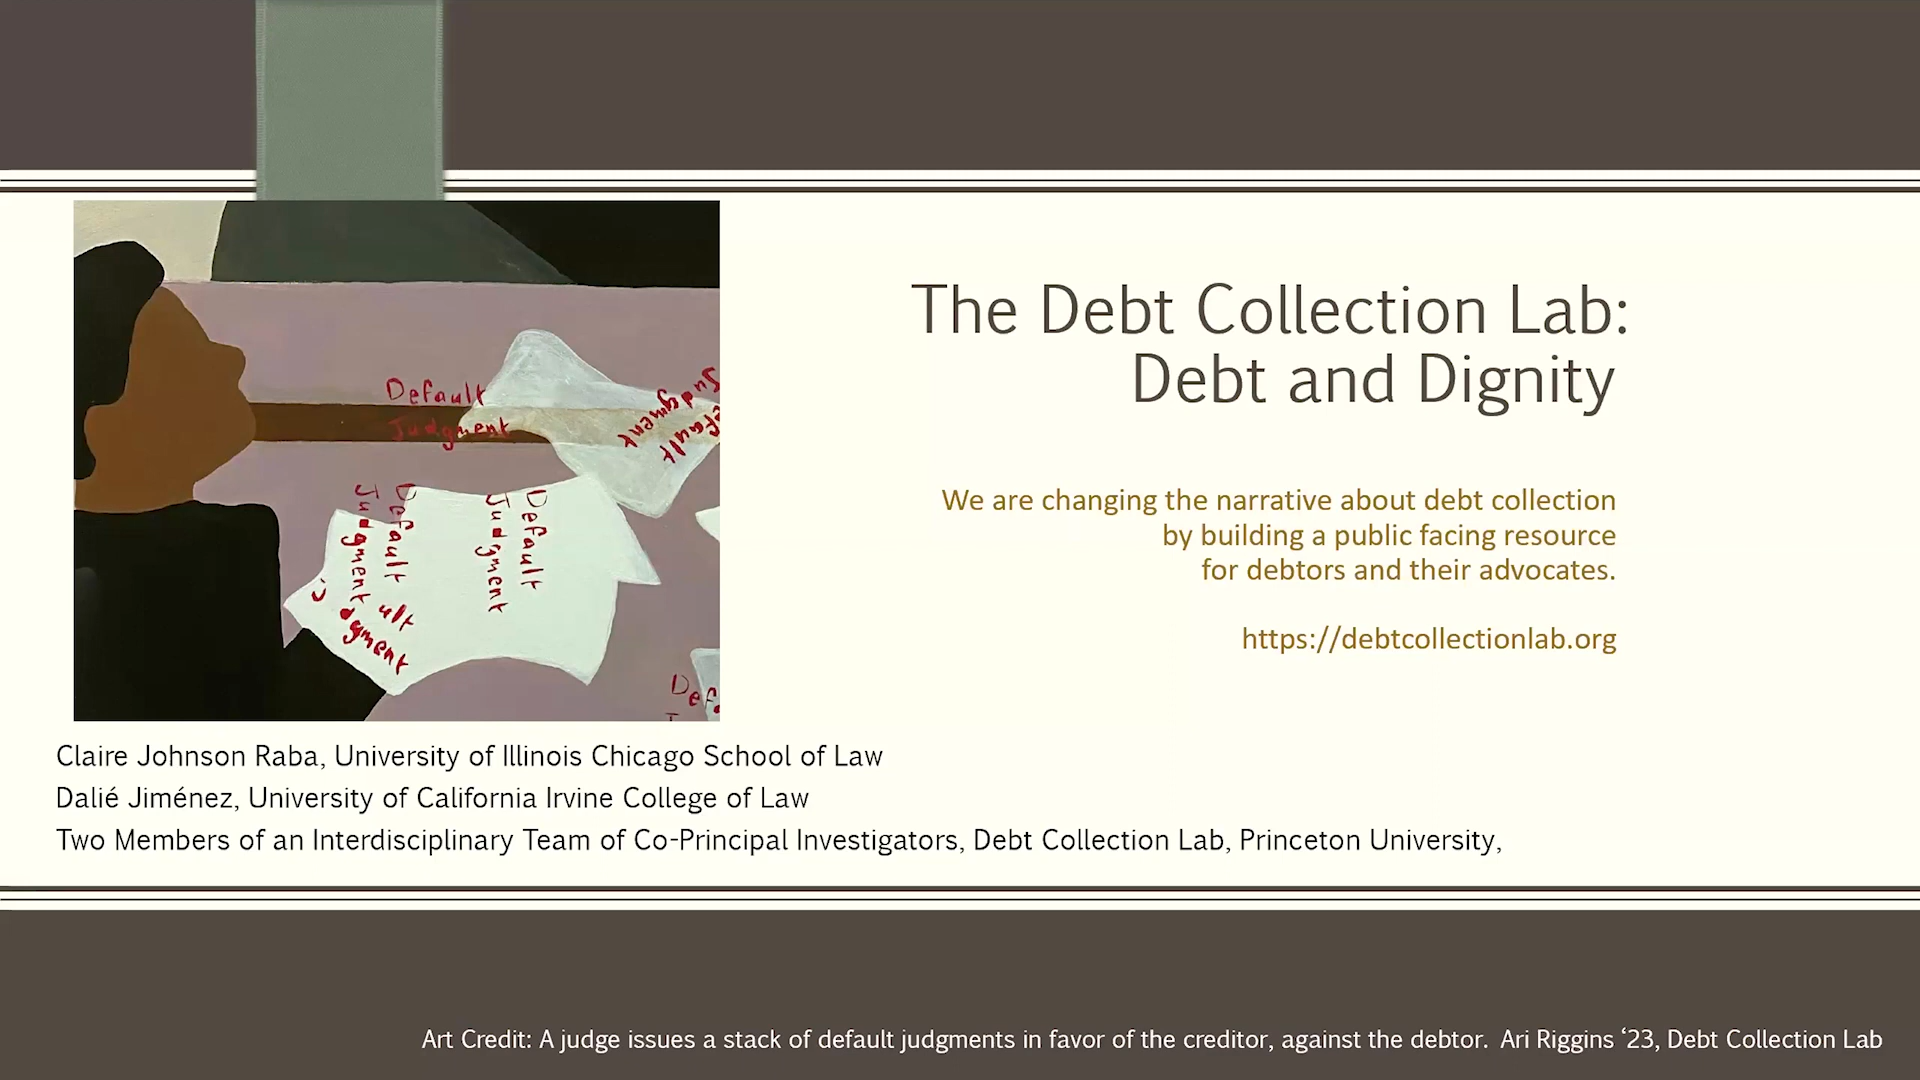 The Debt Collection Lab:
Debt and Dignity
We are changing the narrative about debt collection
by building a public facing resource
for debtors and their advocates.
https://debtcollectionlab.org
Default
Judgment
Default
Judgment
Default
Judgment
Default
Judgment
ult
dgment
Def
Claire Johnson Raba, University of Illinois Chicago School of Law
Dalié Jiménez, University of California Irvine College of Law
Two Members of an Interdisciplinary Team of Co-Principal Investigators, Debt Collection Lab, Princeton University,
Art Credit: A judge issues a stack of default judgments in favor of the creditor, against the debtor.  Ari Riggins ‘23, Debt Collection Lab